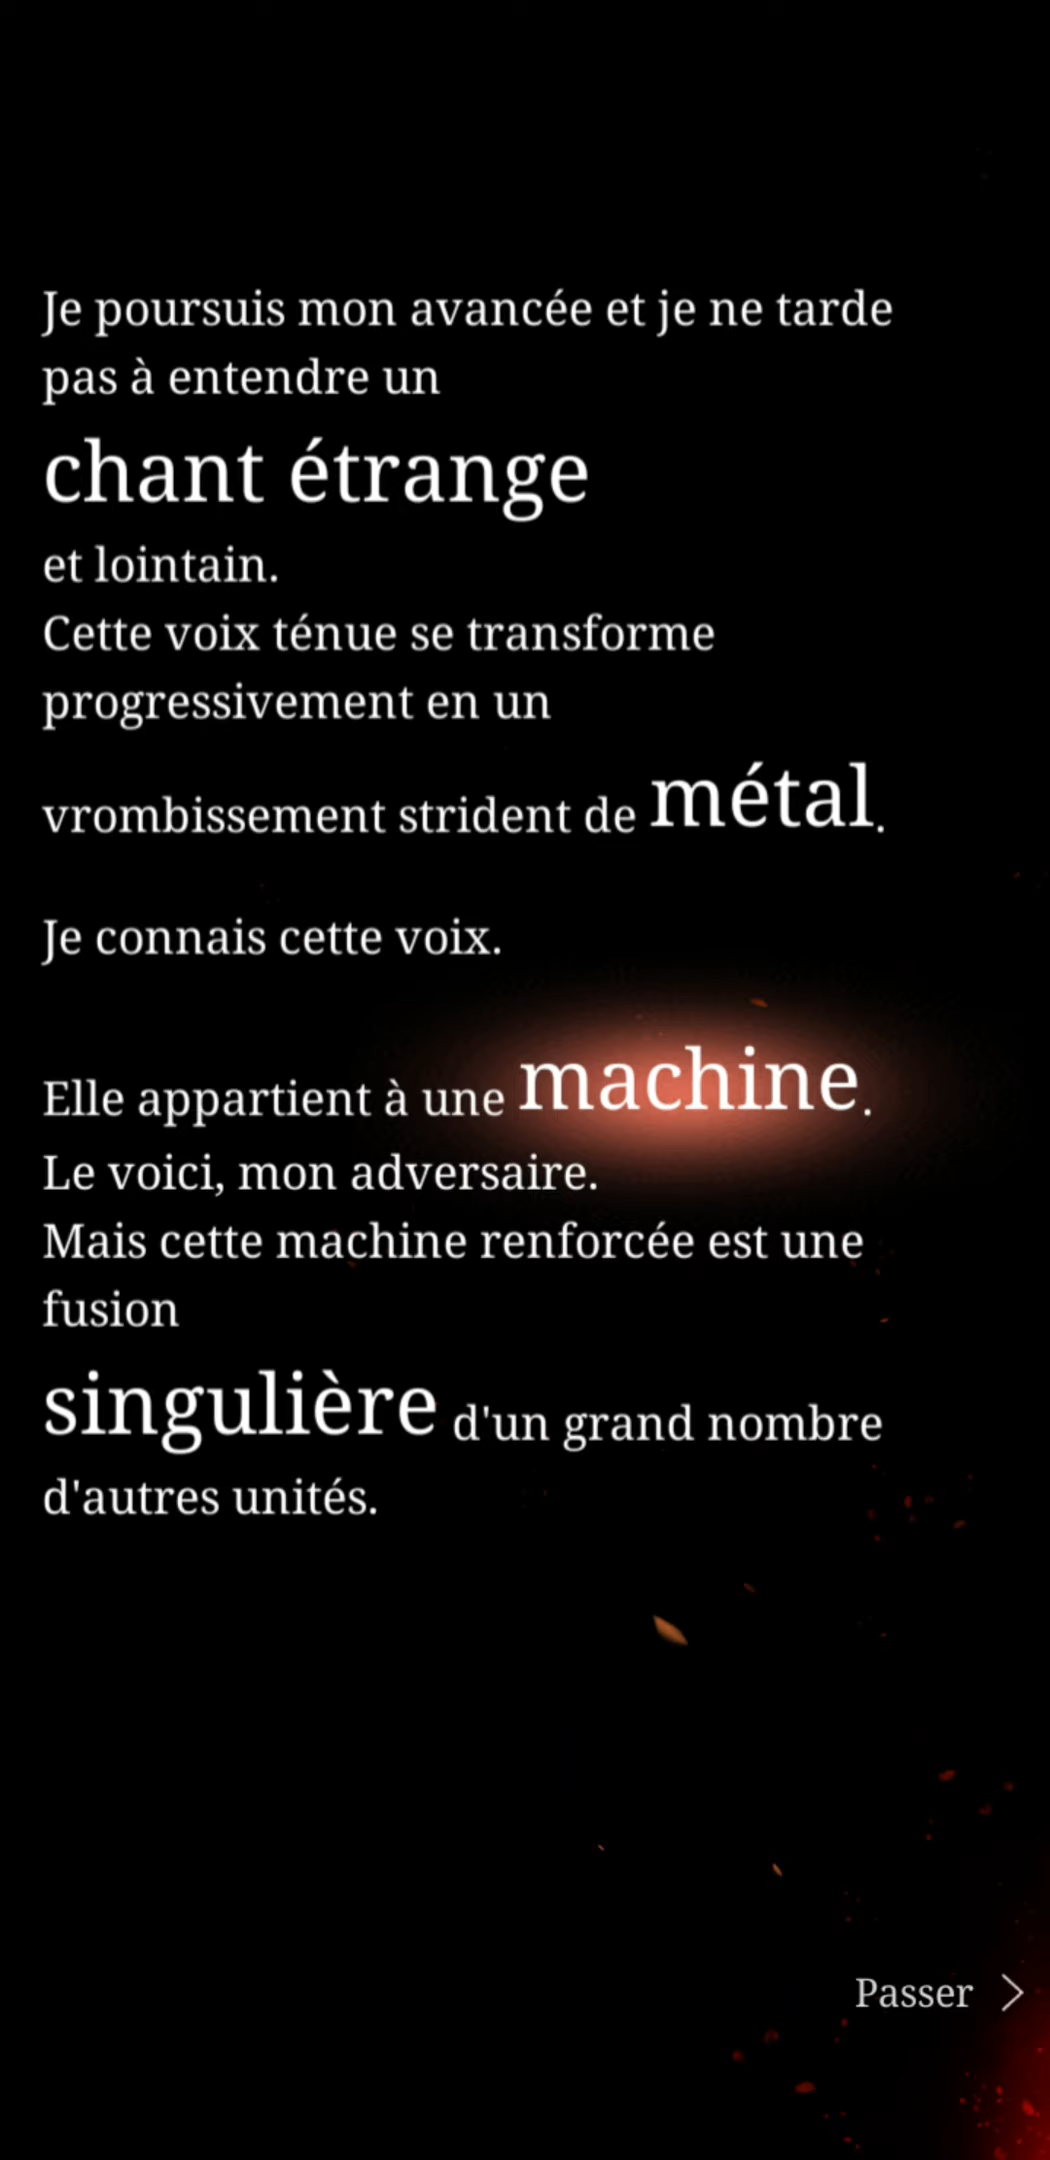 Je poursuis mon avancée et je ne tarde
pas à entendre un
chant étrange
et lointain.
Cette voix ténue se transforme
progressivement en un
vrombissement strident de métal.
Je connais cette voix.
Elle appartient à une machine.
Le voici, mon adversaire.
Mais cette machine renforcée est une
fusion
singulière d'un grand nombre
d'autres unités.
Passer